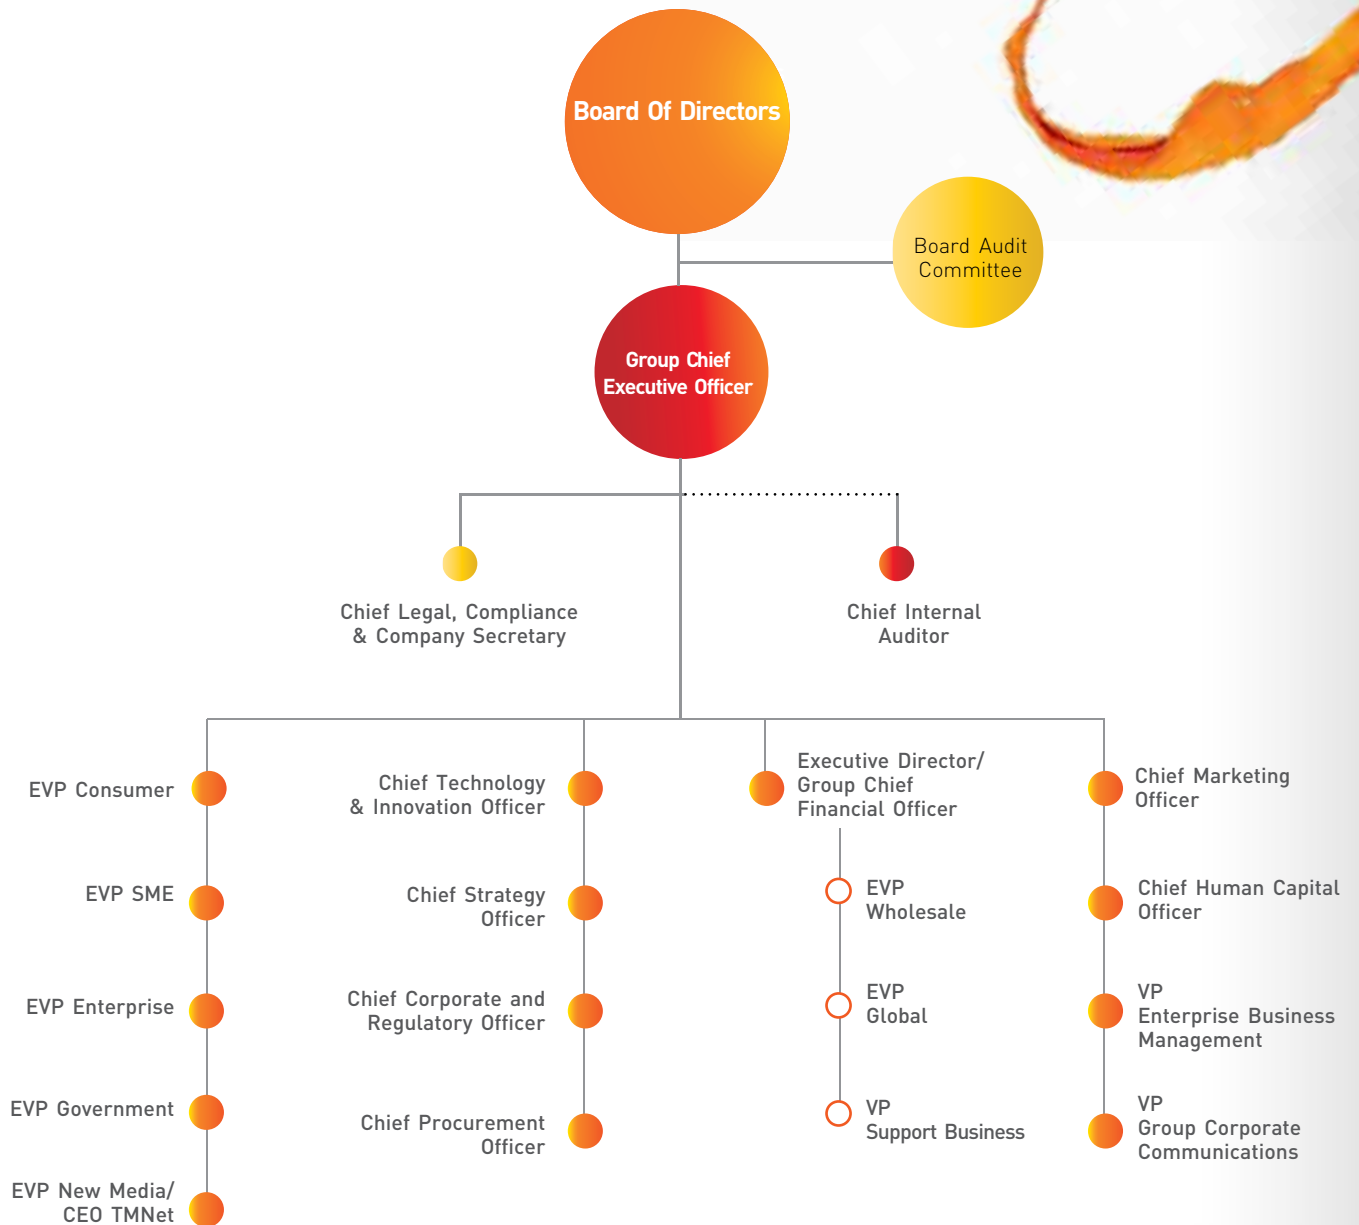 Board Of Directors
Board Audit
Committee
Group Chief
Executive Officer
Chief Legal, Compliance
& Company Secretary
Chief Internal
Auditor
EVP Consumer
EVP SME
EVP Enterprise
EVP Government
EVP New Media/
CEO TMNet
Chief Technology
& Innovation Officer
Chief Strategy
Officer
Chief Corporate and
Regulatory Officer
Chief Procurement
Officer
Executive Director/
Group Chief
Financial Officer
EVP
Wholesale
EVP
Global
VP
Support Business
Chief Marketing
Officer
Chief Human Capital
Officer
VP
Enterprise Business
Management
VP
Group Corporate
Communications